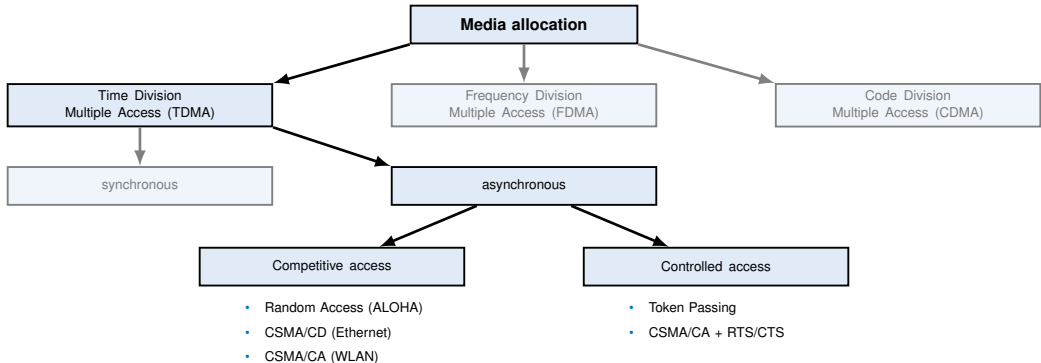 Media allocation
Time Division
Multiple Access (TDMA)
Frequency Division
Multiple Access (FDMA)
Code Division
Multiple Access (CDMA)
synchronous
asynchronous
Competitive access
Controlled access
• Random Access (ALOHA)
• CSMA/CD (Ethernet)
• CSMA/CA (WLAN)
• Token Passing
• CSMA/CA + RTS/CTS